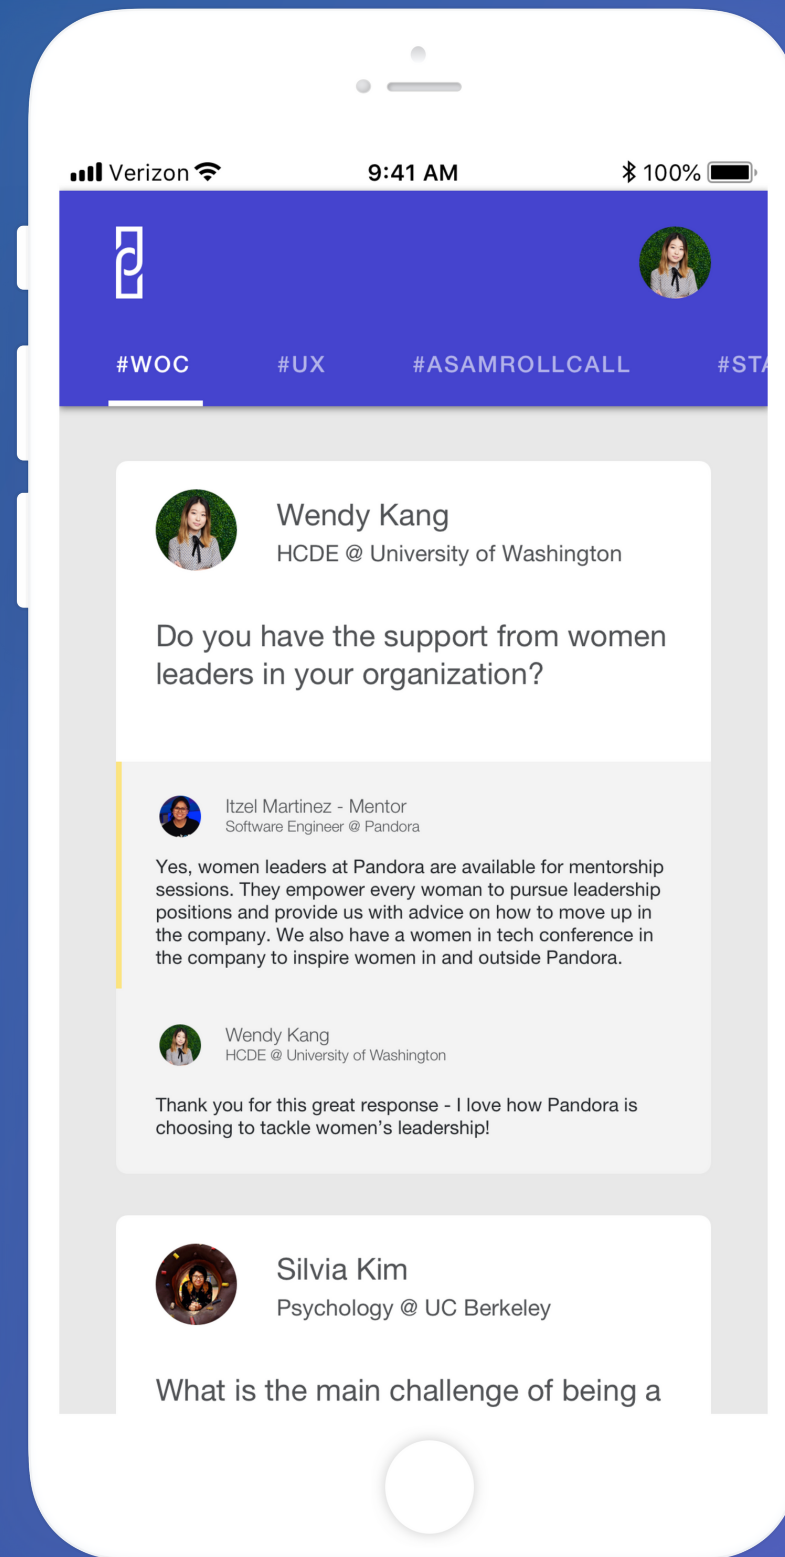 Verizon 9:41 AM 100%
#WOC #UX #ASAMROLLCALL #STA
Wendy Kang
HCDE @ University of Washington
Do you have the support from women
leaders in your organization?
Itzel Martinez - Mentor
Software Engineer @ Pandora
Yes, women leaders at Pandora are available for mentorship
sessions. They empower every woman to pursue leadership
positions and provide us with advice on how to move up in
the company. We also have a women in tech conference in
the company to inspire women in and outside Pandora.
Wendy Kang
HCDE @ University of Washington
Thank you for this great response - I love how Pandora is
choosing to tackle women's leadership!
Silvia Kim
Psychology @ UC Berkeley
What is the main challenge of being a